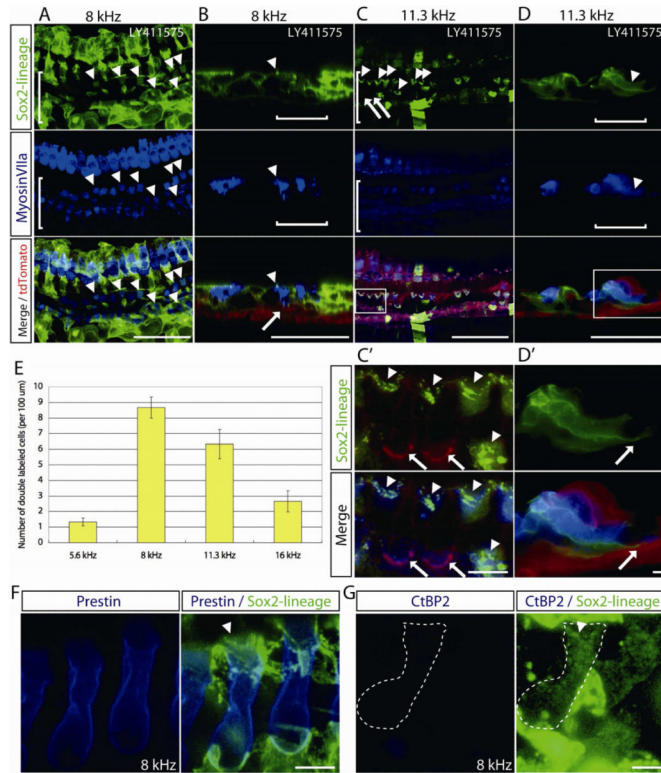 A 8 kHz
B 8 kHz
C 11.3 kHz
D 11.3 kHz
LY411575
LY411575
LY411575
LY411575
Sox2-lineage
MyosinVIIa
Merge / tdTomato
E
Number of double labeled cells (per 100 um)
10
9
8
7
6
5
4
3
2
1
0
5.6 kHz
8 kHz
11.3 kHz
16 kHz
C'
D'
Sox2-lineage
Merge
F
Prestin
Prestin / Sox2-lineage
8 kHz
G
CtBP2
CtBP2 / Sox2-lineage
8 kHz